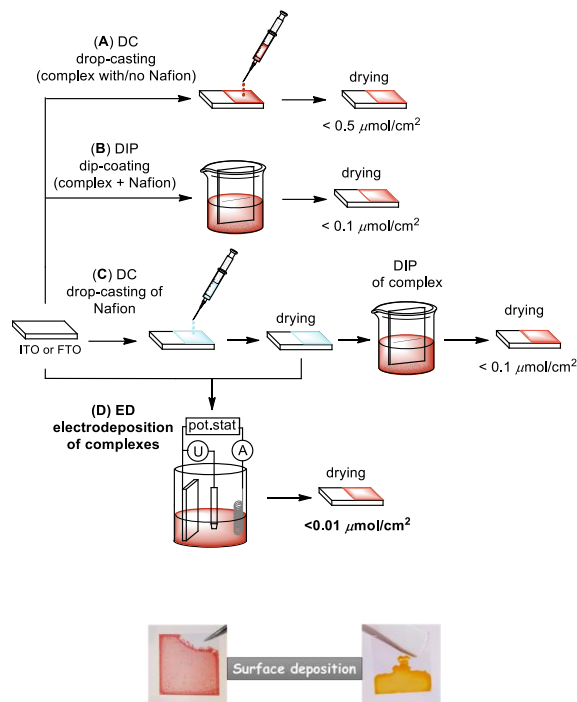 (A) DC
drop-casting
(complex with/no Nafion)
drying
< 0.5 μmol/cm²
(B) DIP
dip-coating
(complex + Nafion)
drying
< 0.1 μmol/cm²
(C) DC
drop-casting of
Nafion
ITO or FTO
drying
DIP
of complex
drying
< 0.1 μmol/cm²
(D) ED
electrodeposition
of complexes
pot.stat
U
A
drying
<0.01 μmol/cm²
Surface deposition